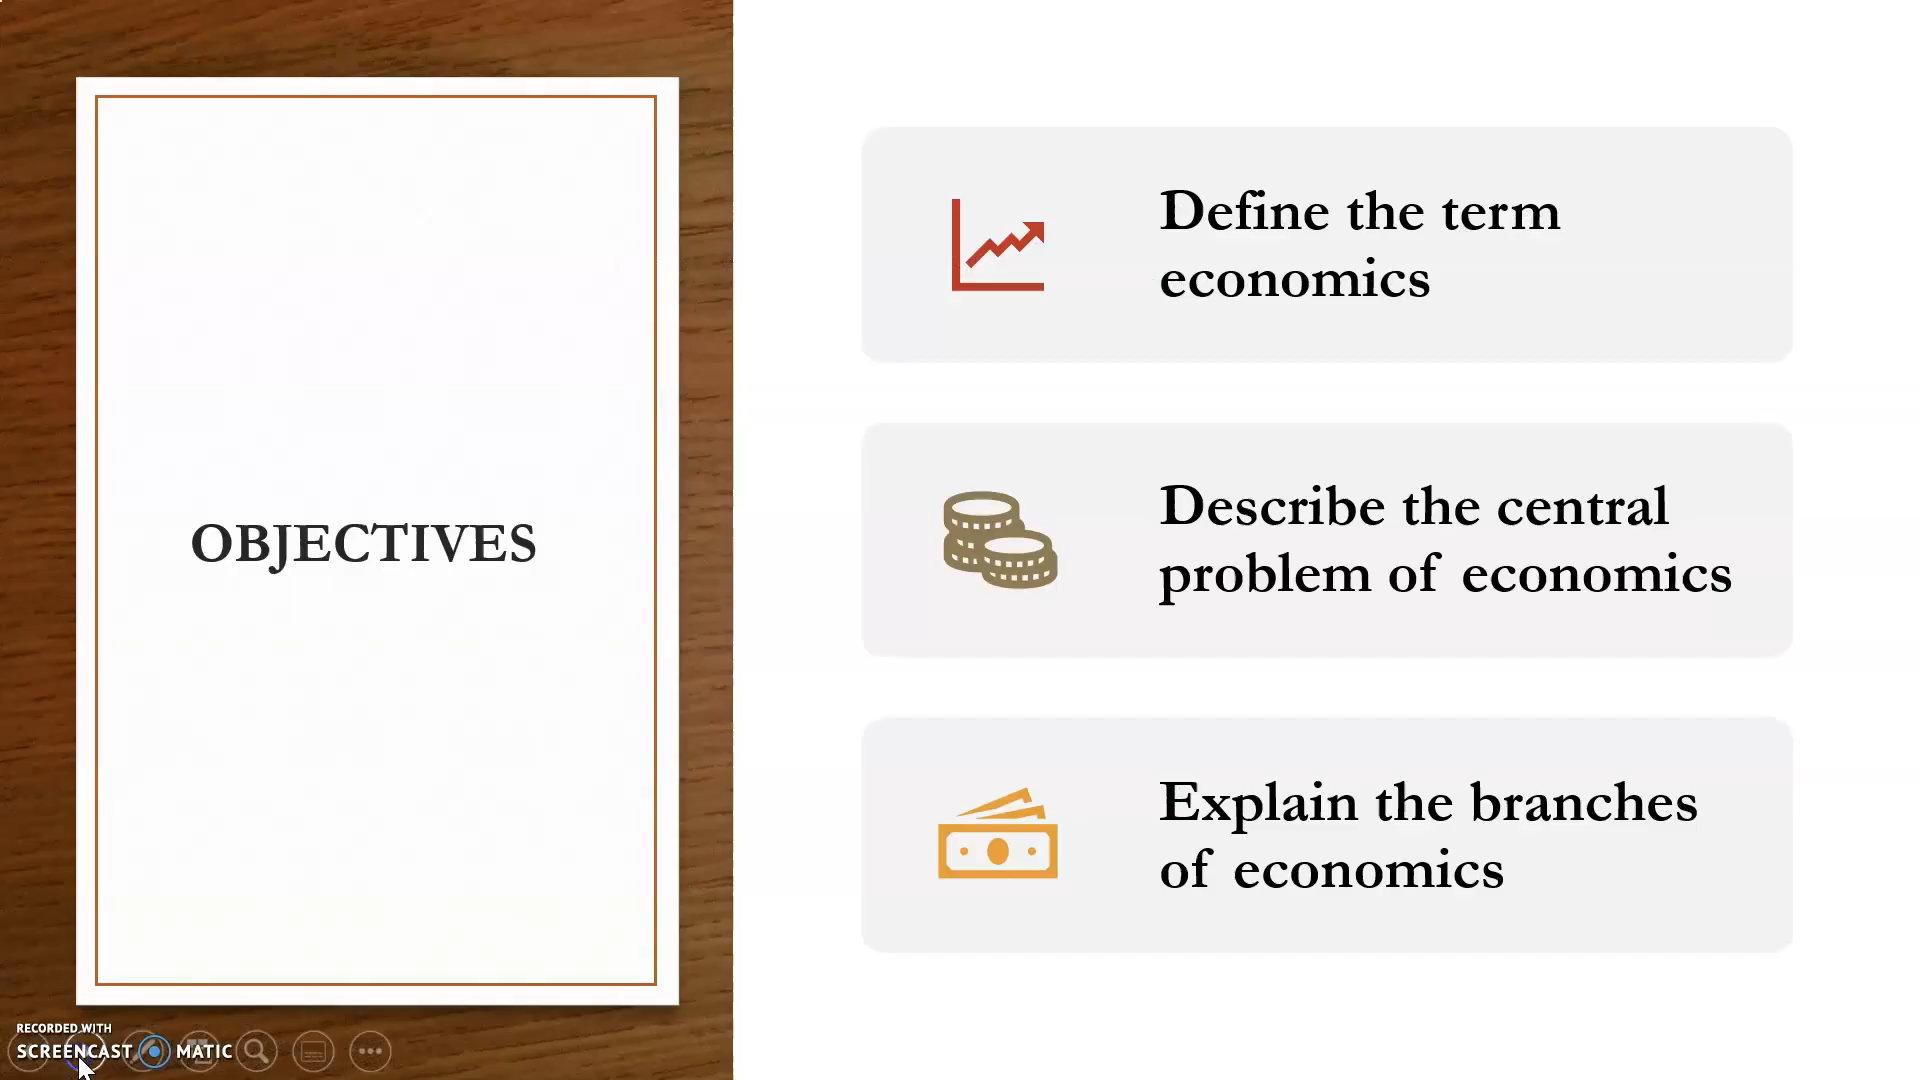 OBJECTIVES
Define the term
economics
Describe the central
problem of economics
Explain the branches
of economics
RECORDED WITH
SCREENCAST MATIC